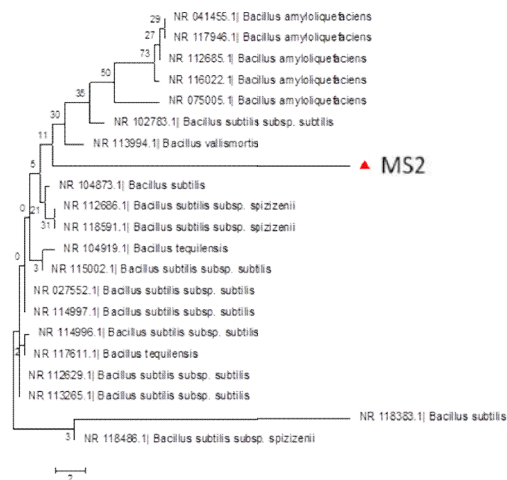 29
NR 041455.1| Bacillus amyloliquefaciens
27
NR 117946.1| Bacillus amyloliquefaciens
73
NR 112685.1| Bacillus amyloliquefaciens
50
NR 116022.1| Bacillus amyloliquefaciens
35
NR 075005.1| Bacillus amyloliquefaciens
30
NR 102783.1| Bacillus subtilis subsp. subtilis
11
NR 113994.1| Bacillus vallismortis
5
MS2
NR 104873.1| Bacillus subtilis
0
21
NR 112686.1| Bacillus subtilis subsp. spizizenii
31
NR 118591.1| Bacillus subtilis subsp. spizizenii
0
NR 104919.1| Bacillus tequilensis
3
NR 115002.1| Bacillus subtilis subsp. subtilis
NR 027552.1| Bacillus subtilis subsp. subtilis
NR 114997.1| Bacillus subtilis subsp. subtilis
NR 114996.1| Bacillus subtilis subsp. subtilis
2
NR 117611.1| Bacillus tequilensis
NR 112629.1| Bacillus subtilis subsp. subtilis
NR 113265.1| Bacillus subtilis subsp. subtilis
NR 118383.1| Bacillus subtilis
3
NR 118486.1| Bacillus subtilis subsp. spizizenii
2